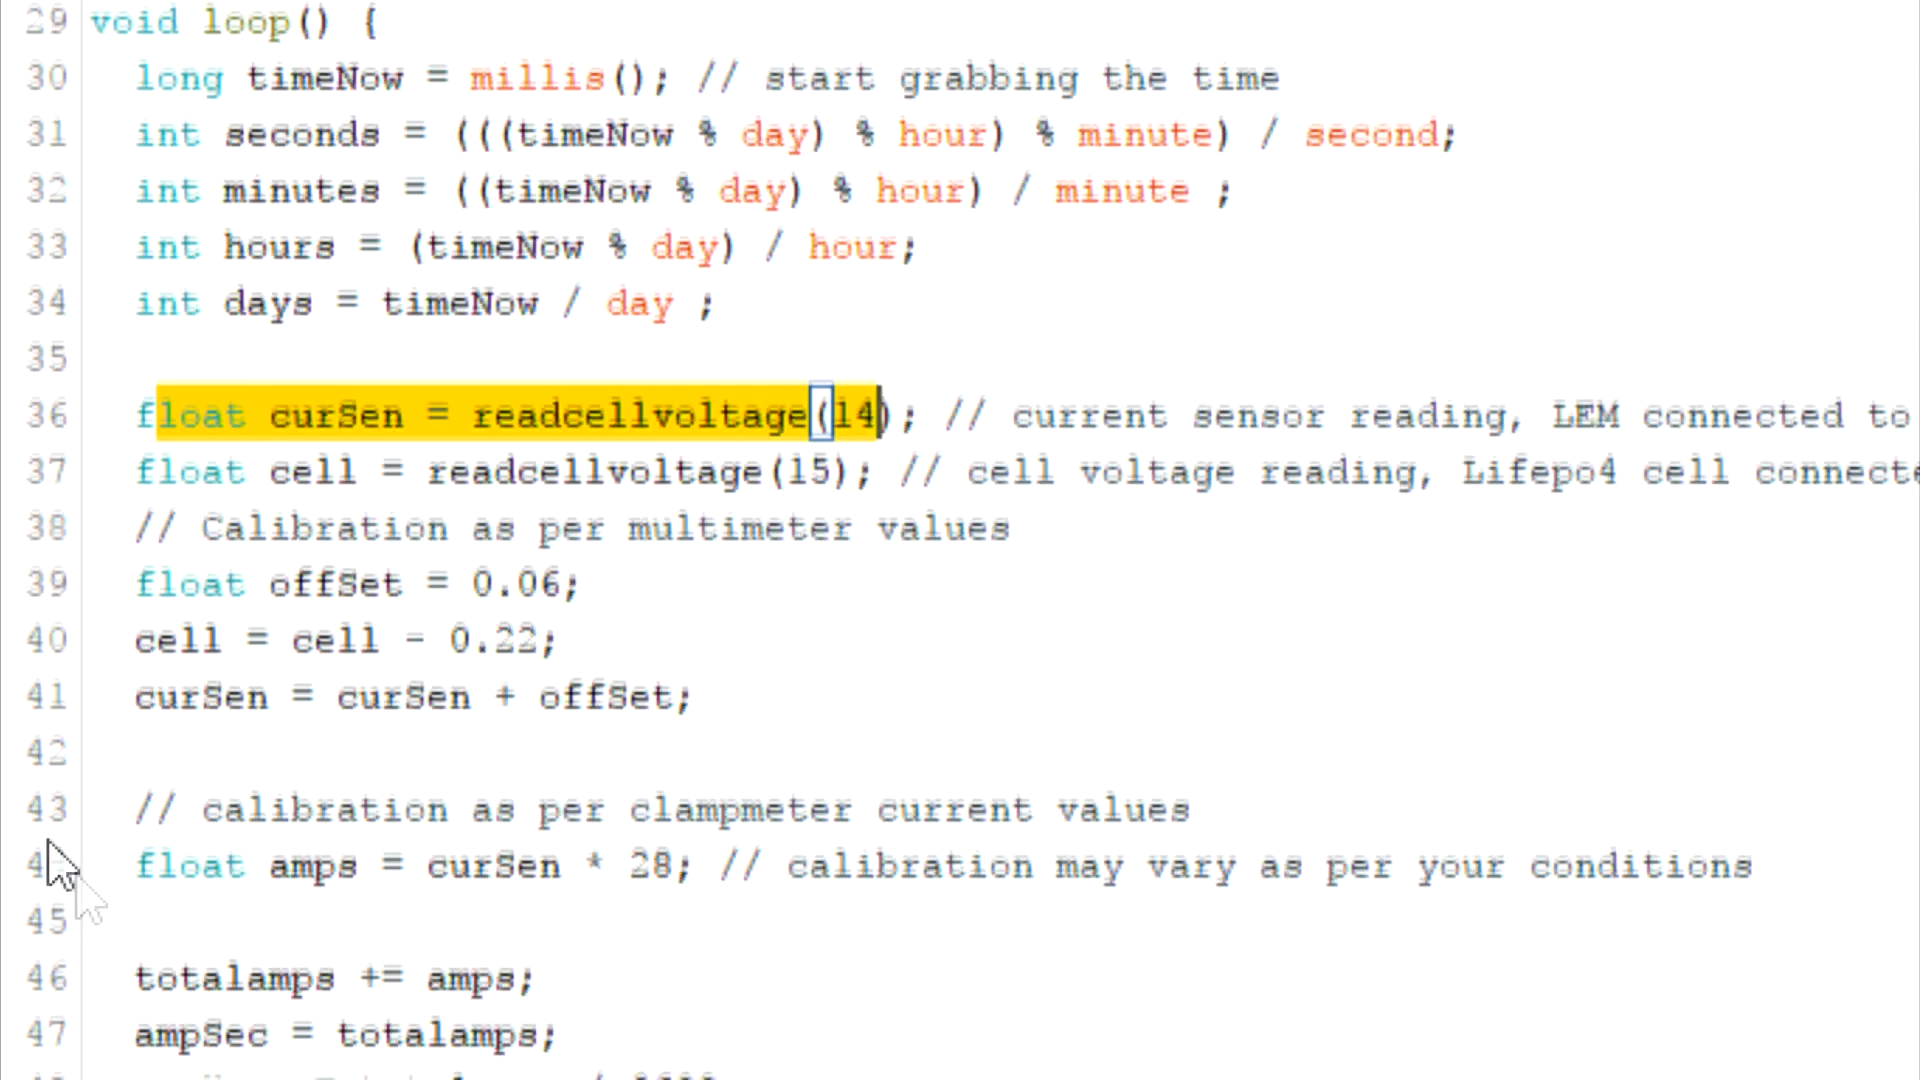 29 void loop() {
30 long timeNow = millis(); // start grabbing the time
31 int seconds = (((timeNow % day) % hour) % minute) / second;
32 int minutes = ((timeNow % day) % hour) / minute ;
33 int hours = (timeNow % day) / hour;
34 int days = timeNow / day ;
35
36 float curSen = readcellvoltage(14); // current sensor reading, LEM connected to
37 float cell = readcellvoltage(15); // cell voltage reading, Lifepo4 cell connecte
38 // Calibration as per multimeter values
39 float offSet = 0.06;
40 cell = cell - 0.22;
41 curSen = curSen + offSet;
42
43 // calibration as per clampmeter current values
4 float amps = curSen * 28; // calibration may vary as per your conditions
45
46 totalamps += amps;
47 ampSec = totalamps;